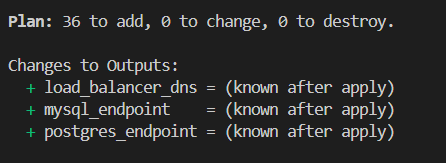 Plan: 36 to add, 0 to change, 0 to destroy.
Changes to Outputs:
+ load_balancer_dns = (known after apply)
+ mysql_endpoint    = (known after apply)
+ postgres_endpoint = (known after apply)